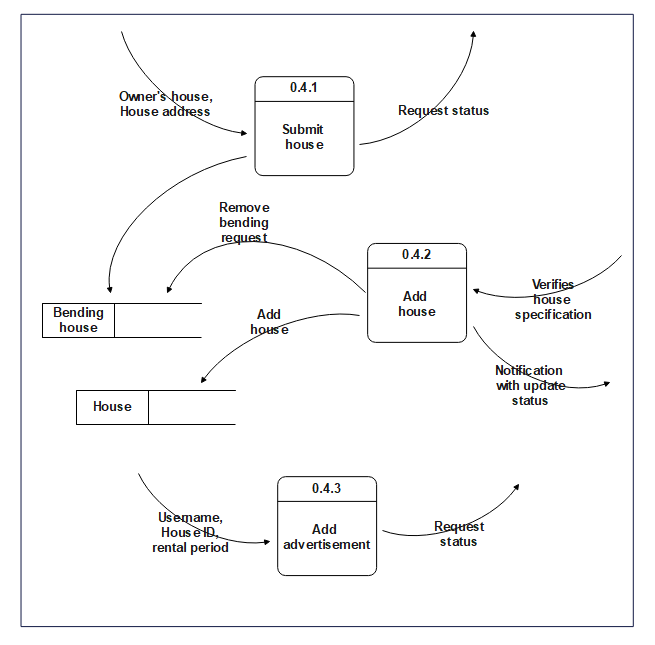 0.4.1
Owner's house,
House address
Submit
house
Request status
Remove
bending
request
0.4.2
Add
house
Verifies
house
specification
Bending
house
Add
house
Notification
with update
status
House
0.4.3
Username,
House ID,
rental period
Add
advertisement
Request
status